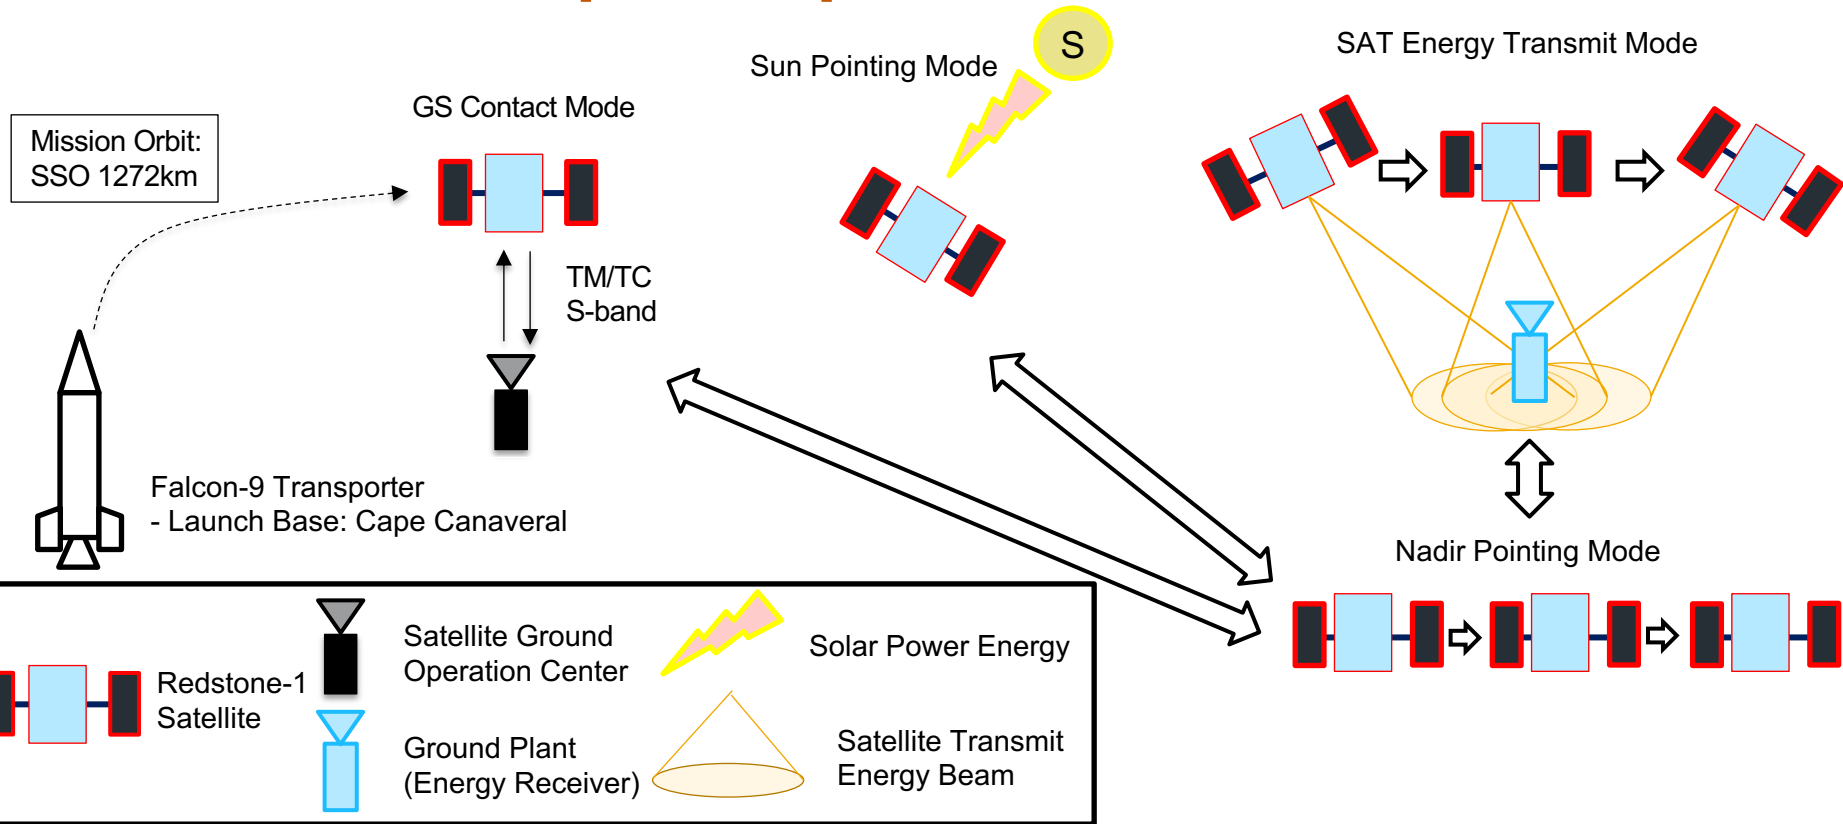 Mission Orbit:
SSO 1272km
GS Contact Mode
TM/TC
S-band
Sun Pointing Mode
S
SAT Energy Transmit Mode
Falcon-9 Transporter
- Launch Base: Cape Canaveral
Nadir Pointing Mode
Redstone-1
Satellite
Satellite Ground
Operation Center
Ground Plant
(Energy Receiver)
Solar Power Energy
Satellite Transmit
Energy Beam